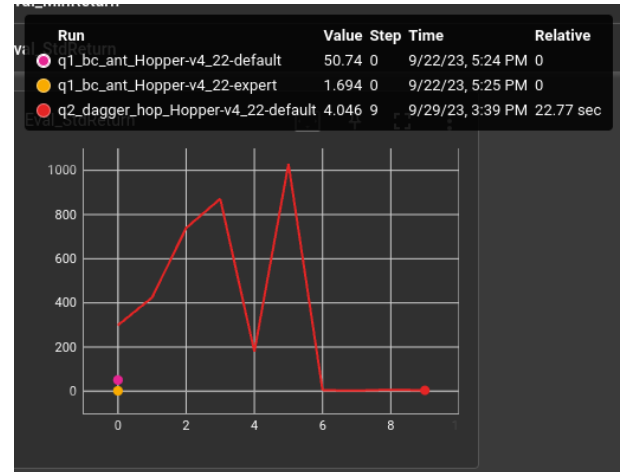 val_MinReturn
Run Value Step Time Relative
q1_bc_ant_Hopper-v4_22-default 50.74 0 9/22/23, 5:24 PM 0
q1_bc_ant_Hopper-v4_22-expert 1.694 0 9/22/23, 5:25 PM 0
q2_dagger_hop_Hopper-v4_22-default 4.046 9 9/29/23, 3:39 PM 22.77 sec
Eval_StdReturn
1000
800
600
400
200
0
0 2 4 6 8 1